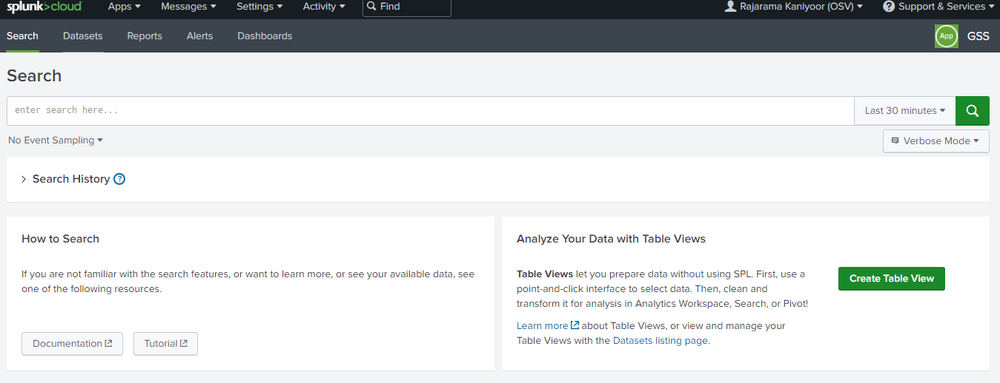 splunk>cloud Apps Messages Settings Activity Find Rajarama Kaniyoor (OSV) ? Support & Services
Search Datasets Reports Alerts Dashboards App GSS
Search
enter search here... Last 30 minutes
No Event Sampling Verbose Mode
Search History ?
How to Search
If you are not familiar with the search features, or want to learn more, or see your available data, see
one of the following resources.
Documentation Tutorial
Analyze Your Data with Table Views
Table Views let you prepare data without using SPL. First, use a
point-and-click interface to select data. Then, clean and
transform it for analysis in Analytics Workspace, Search, or Pivot!
Create Table View
Learn more about Table Views, or view and manage your
Table Views with the Datasets listing page.